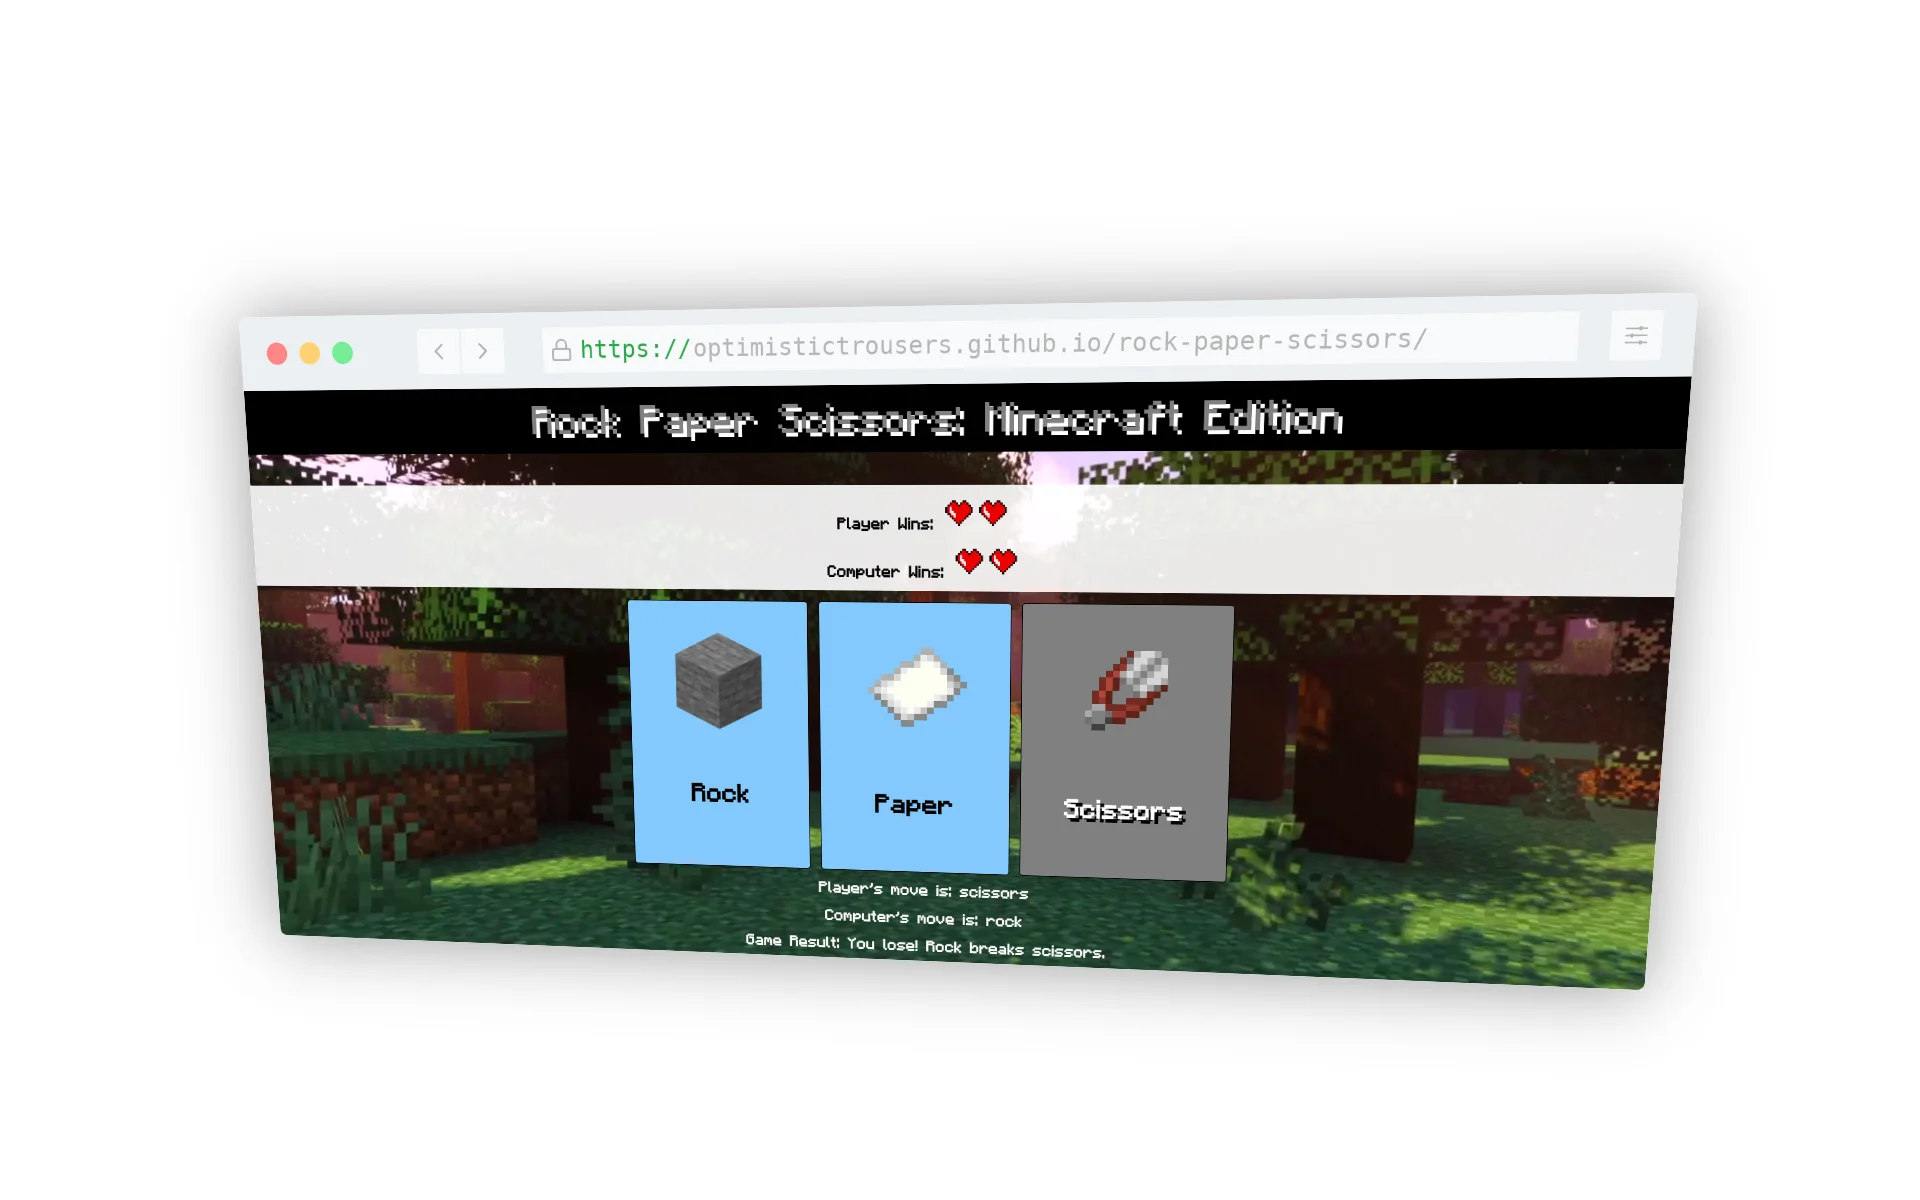 https://optimistictrousers.github.io/rock-paper-scissors/
Rock Paper Scissors: Minecraft Edition
Player Wins:
Computer Wins:
Rock
Paper
Scissors
Player's move is: scissors
Computer's move is: rock
Game Result: You lose! Rock breaks scissors.